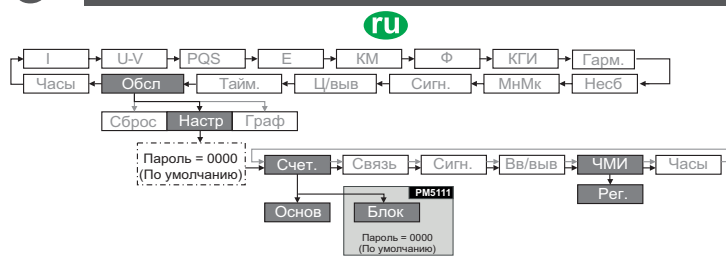 ru
I U-V PQS E КМ Ф КГИ Гарм.
Часы Обсл Тайм. Ц/выв Сигн. МнМк Несб
Сброс Настр Граф
Пароль = 0000
(По умолчанию)
Счет. Связь Сигн. Вв/выв ЧМИ Часы
PM5111
Основ Блок Рег.
Пароль = 0000
(По умолчанию)